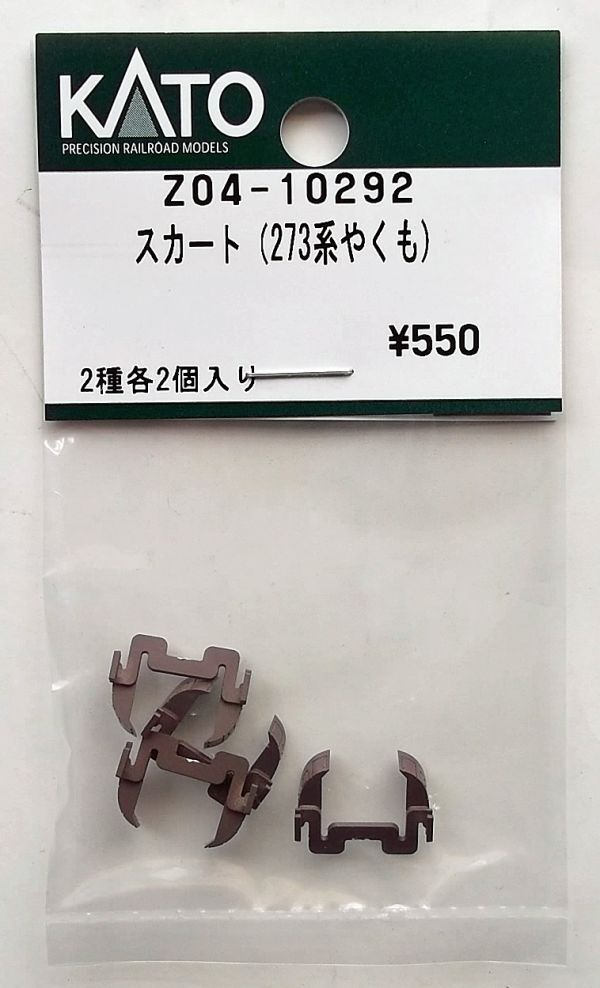 KATO
PRECISION RAILROAD MODELS
Z04-10292
スカート (273系やくも)
¥550
2種各2個入り